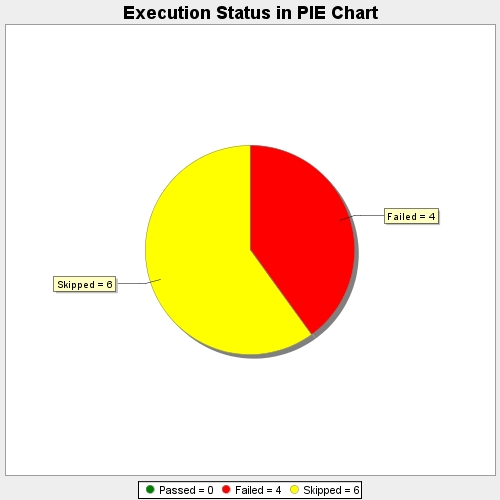 Execution Status in PIE Chart
Failed = 4
Skipped = 6
Passed = 0 Failed = 4 Skipped = 6